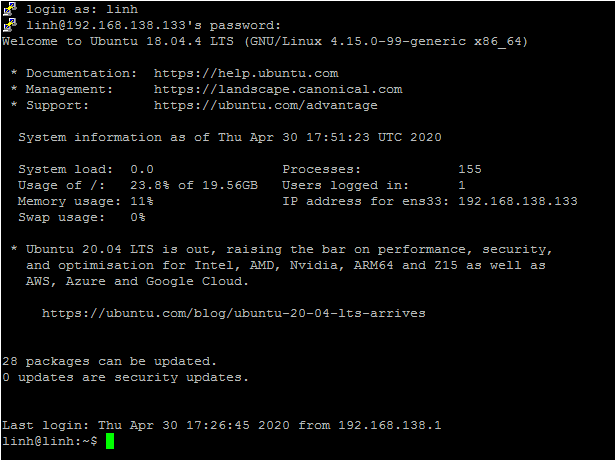 login as: linh
linh@192.168.138.133's password:
Welcome to Ubuntu 18.04.4 LTS (GNU/Linux 4.15.0-99-generic x86_64)
* Documentation:  https://help.ubuntu.com
* Management:     https://landscape.canonical.com
* Support:        https://ubuntu.com/advantage
System information as of Thu Apr 30 17:51:23 UTC 2020
System load:  0.0                Processes:            155
Usage of /:   23.8% of 19.56GB   Users logged in:      1
Memory usage: 11%                IP address for ens33: 192.168.138.133
Swap usage:   0%
* Ubuntu 20.04 LTS is out, raising the bar on performance, security,
and optimisation for Intel, AMD, Nvidia, ARM64 and Z15 as well as
AWS, Azure and Google Cloud.
https://ubuntu.com/blog/ubuntu-20-04-lts-arrives
28 packages can be updated.
0 updates are security updates.
Last login: Thu Apr 30 17:26:45 2020 from 192.168.138.1
linh@linh:~$